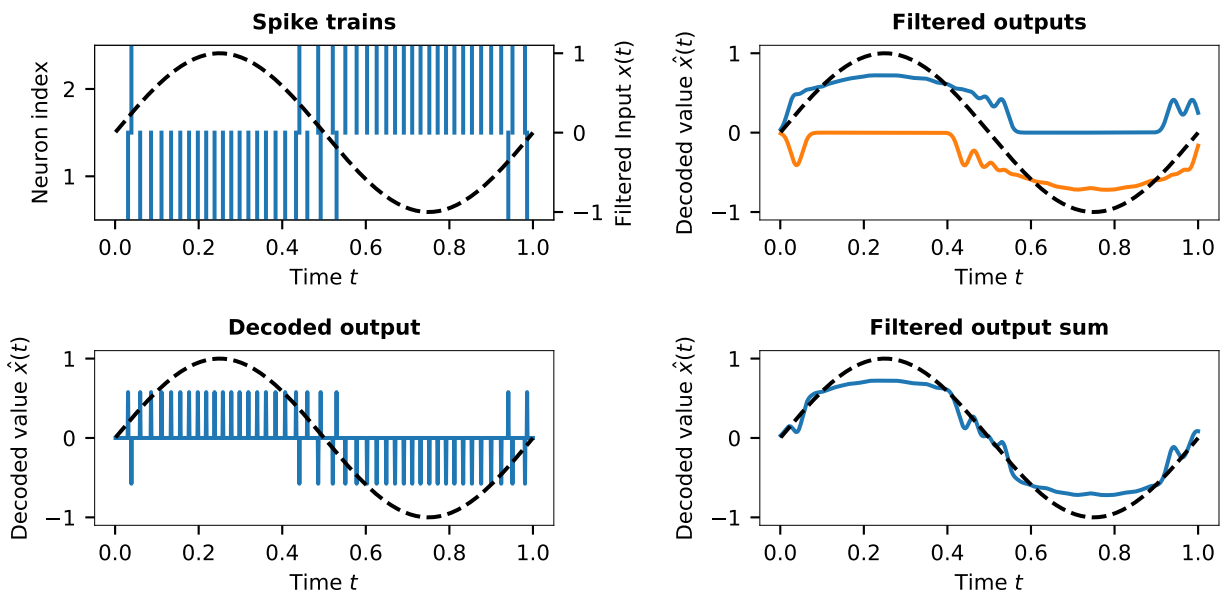 Spike trains
Neuron index
2
1
1
0
−1
Filtered Input x(t)
0.0 0.2 0.4 0.6 0.8 1.0
Time t
Filtered outputs
Decoded value x̂(t)
1
0
−1
0.0 0.2 0.4 0.6 0.8 1.0
Time t
Decoded output
Decoded value x̂(t)
1
0
−1
0.0 0.2 0.4 0.6 0.8 1.0
Time t
Filtered output sum
Decoded value x̂(t)
1
0
−1
0.0 0.2 0.4 0.6 0.8 1.0
Time t